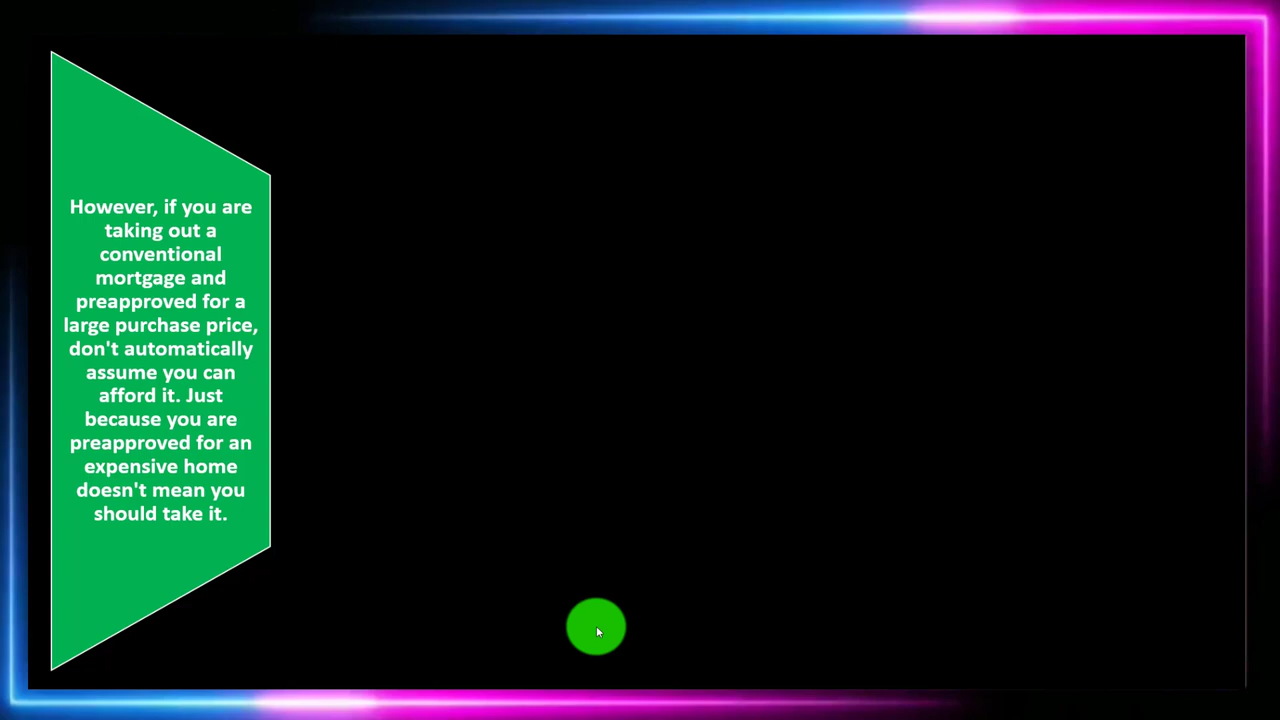 However, if you are
taking out a
conventional
mortgage and
preapproved for a
large purchase price,
don't automatically
assume you can
afford it. Just
because you are
preapproved for an
expensive home
doesn't mean you
should take it.